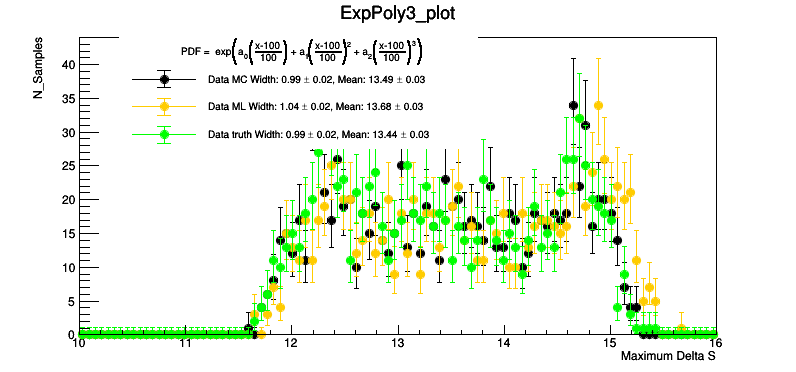 ExpPoly3_plot
PDF = exp(a₀(x-100/100) + a₁(x-100/100)² + a₂(x-100/100)³)
Data MC Width: 0.99 ± 0.02, Mean: 13.49 ± 0.03
Data ML Width: 1.04 ± 0.02, Mean: 13.68 ± 0.03
Data truth Width: 0.99 ± 0.02, Mean: 13.44 ± 0.03
N_Samples
40
35
30
25
20
15
10
5
0
10 11 12 13 14 15 16
Maximum Delta S